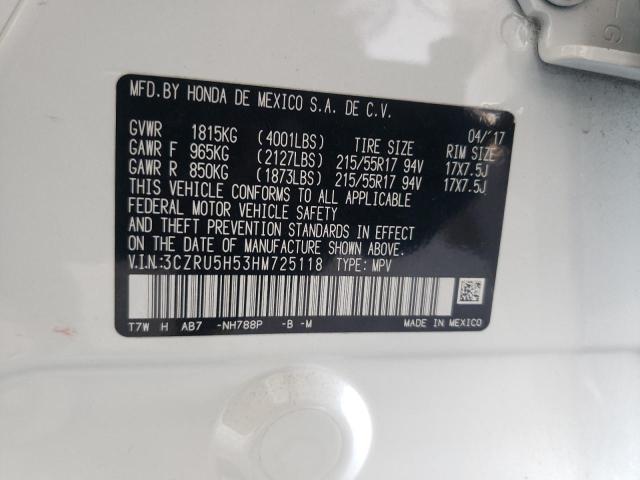 MFD.BY HONDA DE MEXICO S.A. DE C.V.
04/'17
GVWR 1815KG (4001LBS) TIRE SIZE RIM SIZE
GAWR F 965KG (2127LBS) 215/55R17 94V 17X7.5J
GAWR R 850KG (1873LBS) 215/55R17 94V 17X7.5J
THIS VEHICLE CONFORMS TO ALL APPLICABLE
FEDERAL MOTOR VEHICLE SAFETY
AND THEFT PREVENTION STANDARDS IN EFFECT
ON THE DATE OF MANUFACTURE SHOWN ABOVE.
V.I.N:3CZRU5H53HM725118 TYPE: MPV
T7W H AB7 -NH788P -B -M MADE IN MEXICO